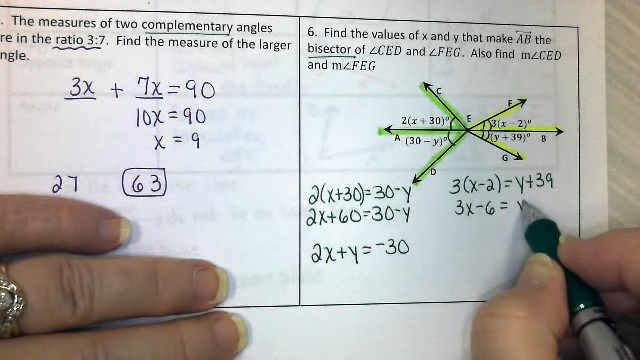 . The measures of two complementary angles
re in the ratio 3:7. Find the measure of the larger
ngle.
3x + 7x = 90
10x = 90
x = 9
27 63
6. Find the values of x and y that make AB the
bisector of ∠CED and ∠FEG. Also find m∠CED
and m∠FEG
C
F
2(x + 30)° E 3(x − 2)°
A (30 − y)° (y + 39)° B
G
D
2(x+30)=30-y
2x+60=30-y
2x+y=-30
3(x-2)=y+39
3x-6= y